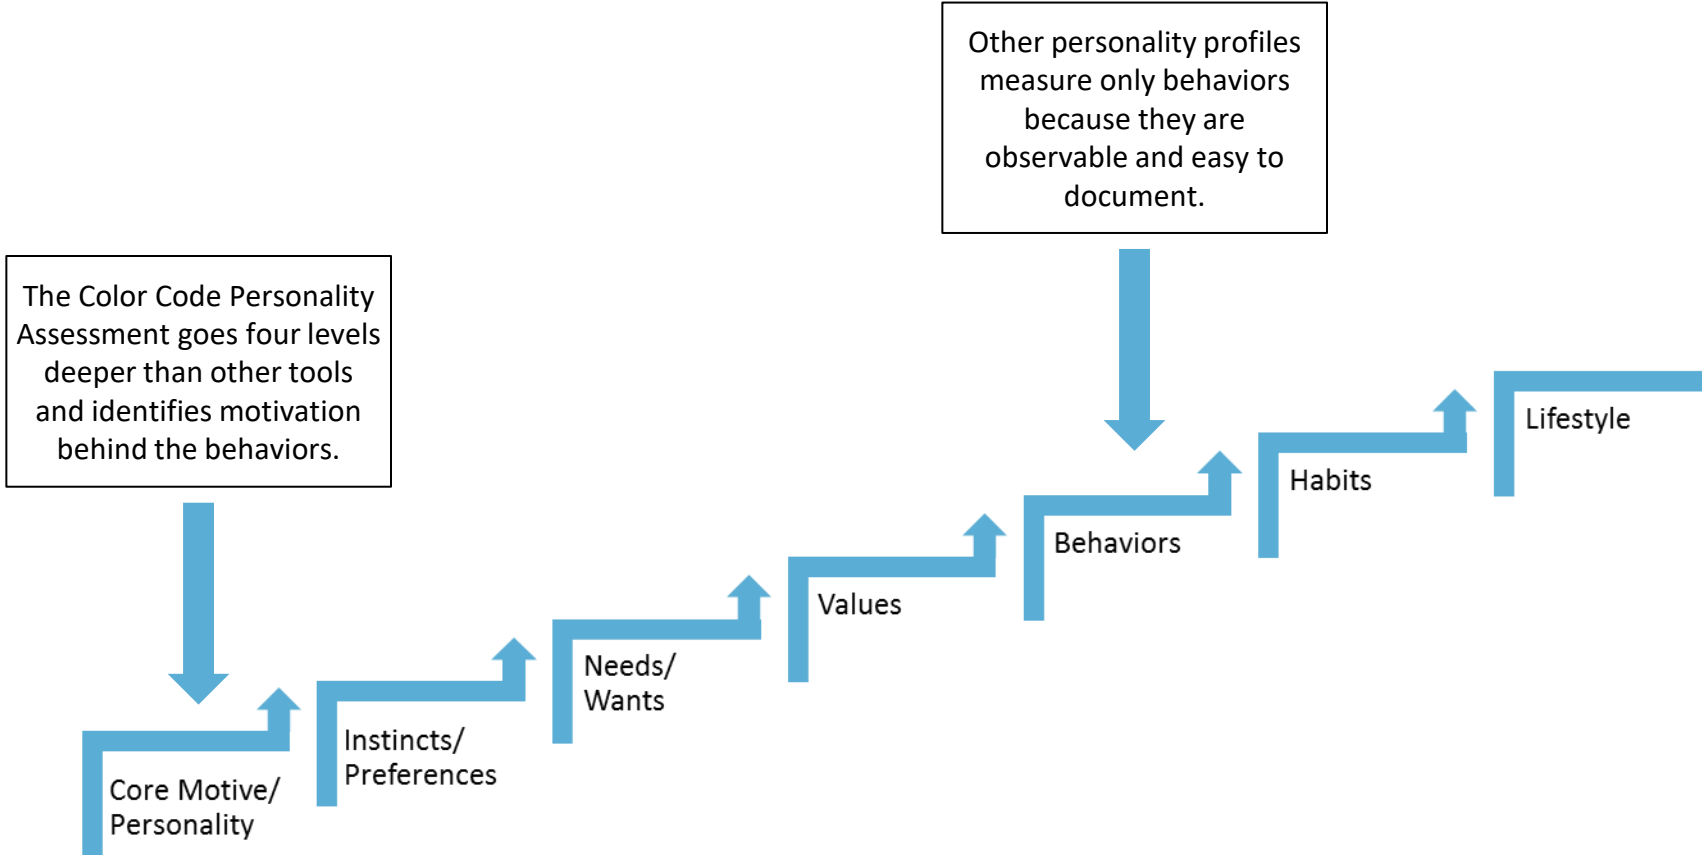 Other personality profiles
measure only behaviors
because they are
observable and easy to
document.
The Color Code Personality
Assessment goes four levels
deeper than other tools
and identifies motivation
behind the behaviors.
Lifestyle
Habits
Behaviors
Values
Needs/
Wants
Instincts/
Preferences
Core Motive/
Personality